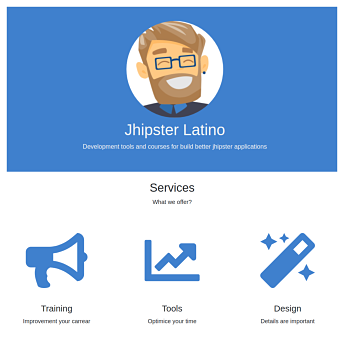 Jhipster Latino
Development tools and courses for build better jhipster applications
Services
What we offer?
Training
Improvement your carrear
Tools
Optimice your time
Design
Details are important